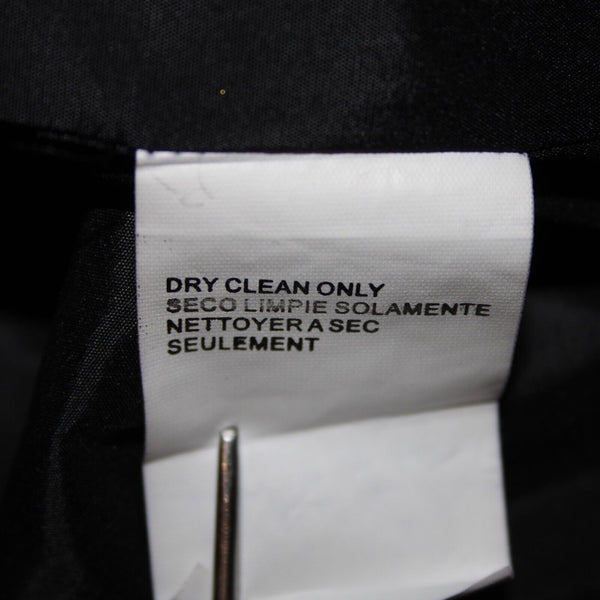 DRY CLEAN ONLY
SECO LIMPIE SOLAMENTE
NETTOYER A SEC
SEULEMENT